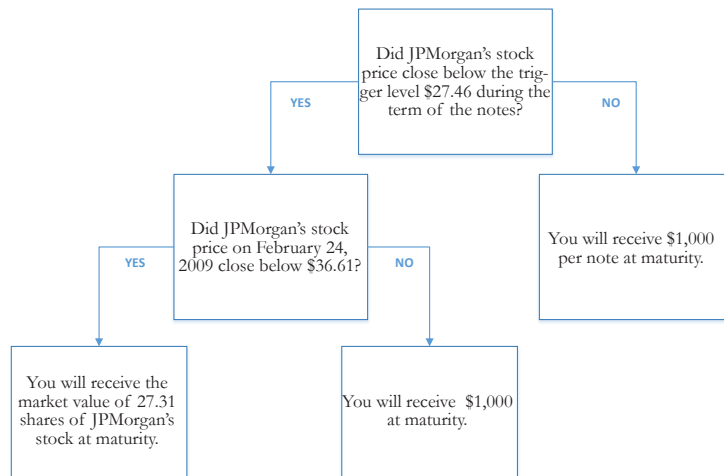 Did JPMorgan’s stock
price close below the trig-
ger level $27.46 during the
term of the notes?
YES
NO
Did JPMorgan’s stock
price on February 24,
2009 close below $36.61?
You will receive $1,000
per note at maturity.
YES
NO
You will receive the
market value of 27.31
shares of JPMorgan’s
stock at maturity.
You will receive  $1,000
at maturity.